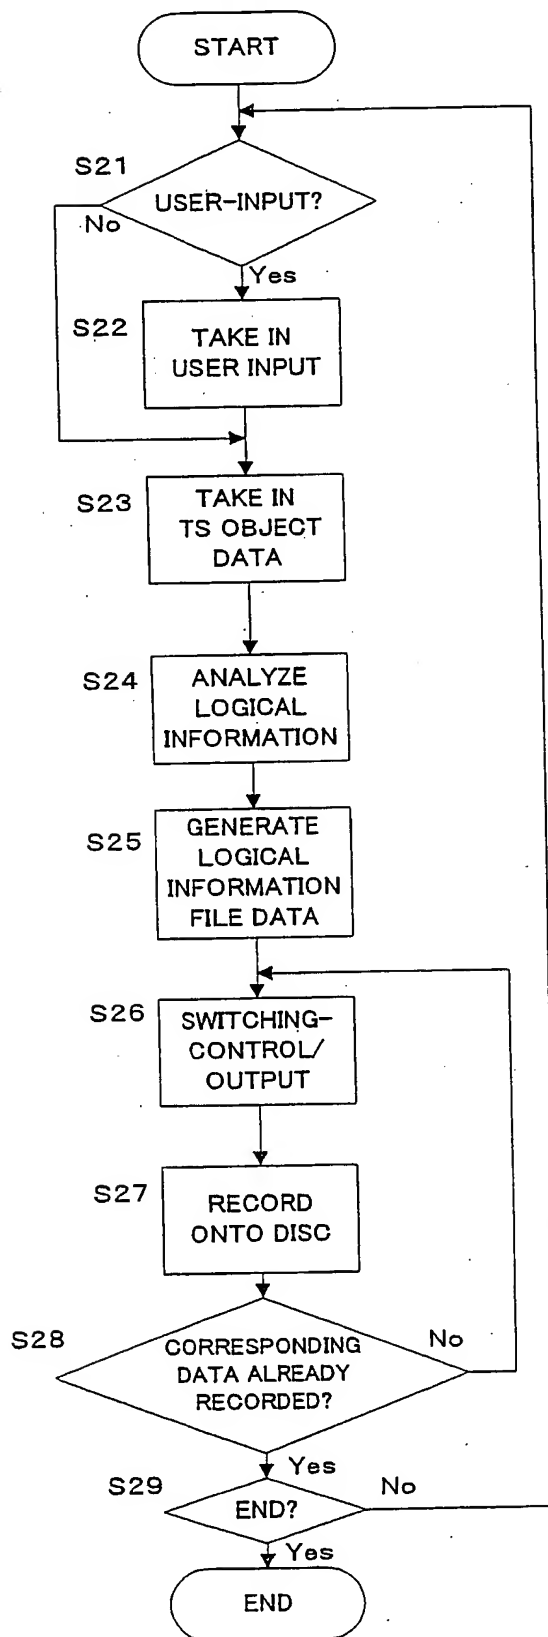 START
S21
USER-INPUT?
No
Yes
S22
TAKE IN
USER INPUT
S23
TAKE IN
TS OBJECT
DATA
S24
ANALYZE
LOGICAL
INFORMATION
S25
GENERATE
LOGICAL
INFORMATION
FILE DATA
S26
SWITCHING-
CONTROL/
OUTPUT
S27
RECORD
ONTO DISC
S28
CORRESPONDING
DATA ALREADY
RECORDED?
No
Yes
S29
END?
No
Yes
END